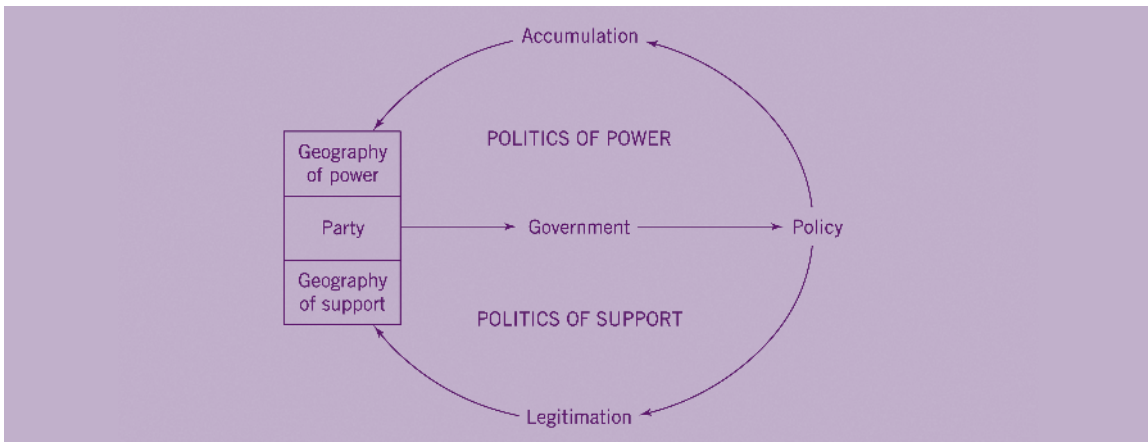 Accumulation
POLITICS OF POWER
Geography
of power
Party
Government
Policy
Geography
of support
POLITICS OF SUPPORT
Legitimation